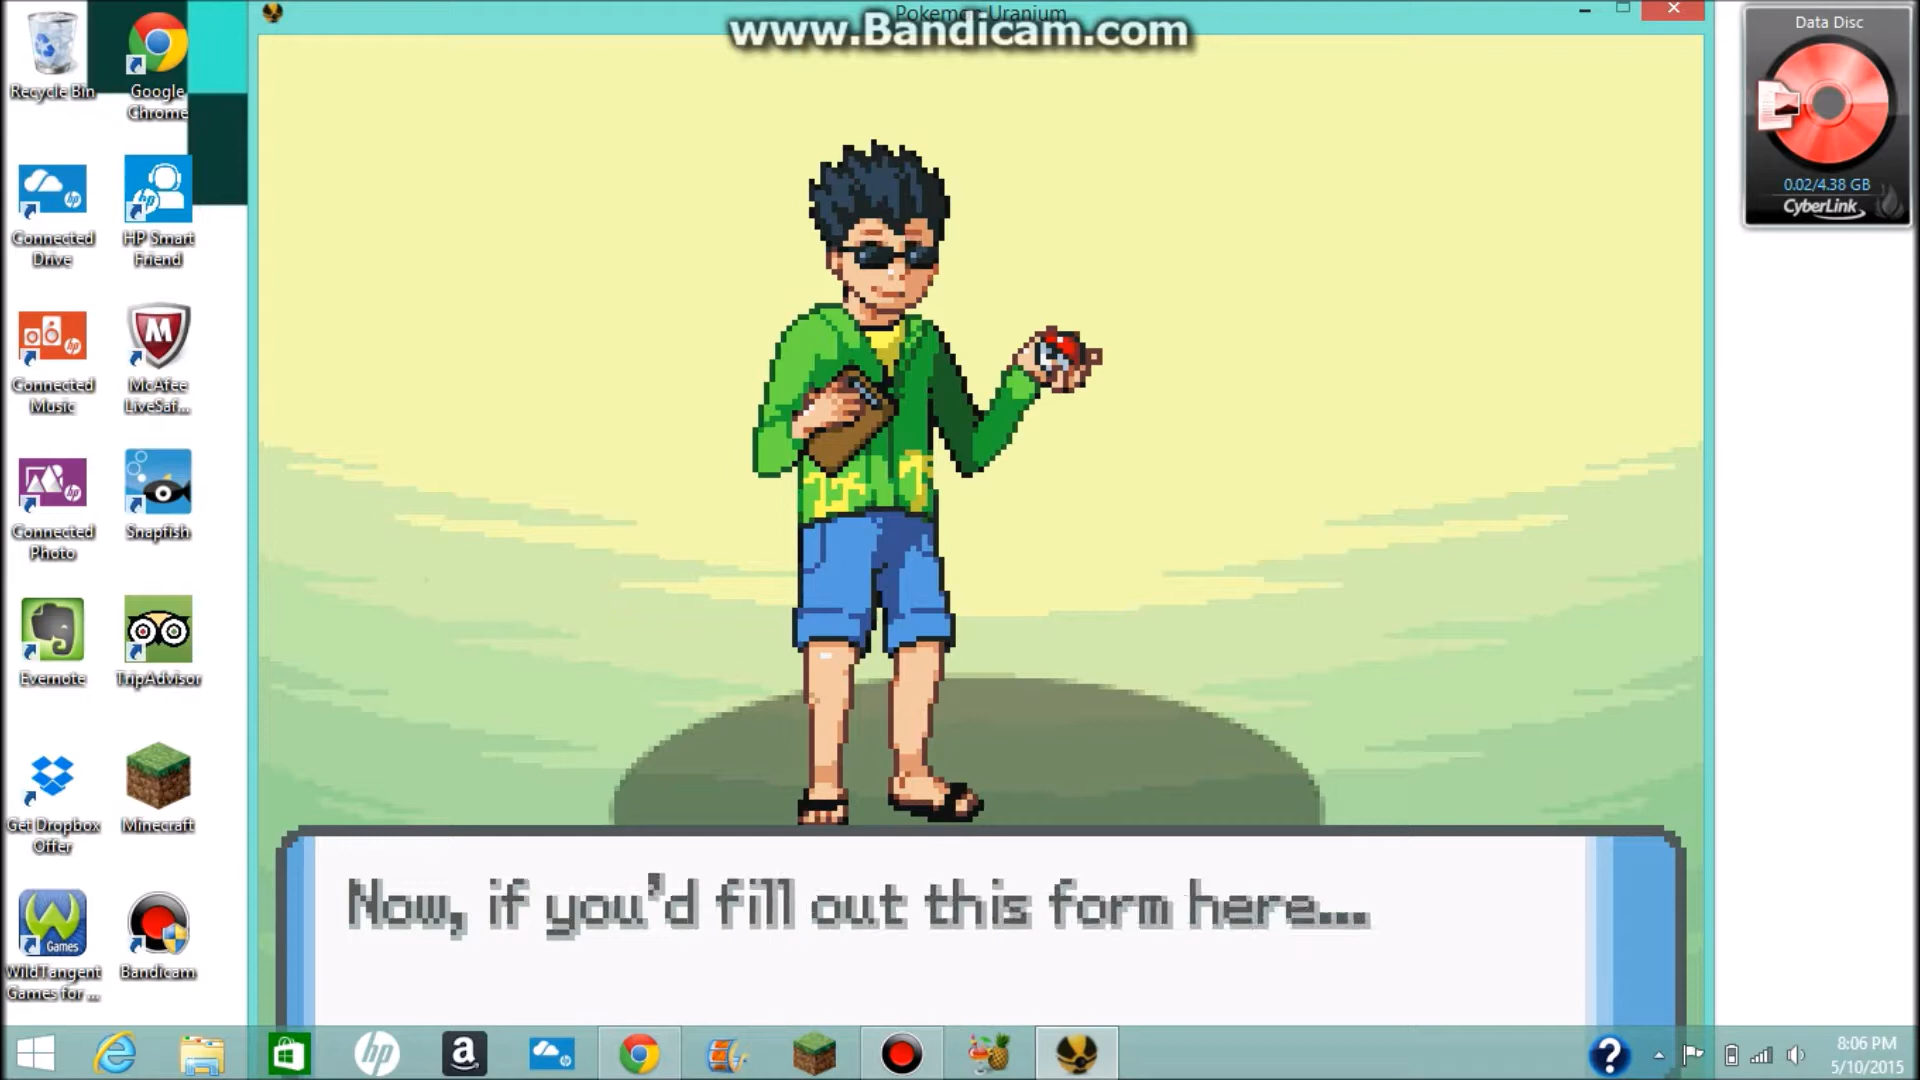 Pokemon Uranium
www.Bandicam.com
Recycle Bin
Google
Chrome
Connected
Drive
HP Smart
Friend
Connected
Music
McAfee
LiveSaf...
Connected
Photo
Snapfish
Evernote
TripAdvisor
Get Dropbox
Offer
Minecraft
Games
WildTangent
Games for ...
Bandicam
Data Disc
0.02/4.38 GB
CyberLink
Now, if you'd fill out this form here...
8:06 PM
5/10/2015